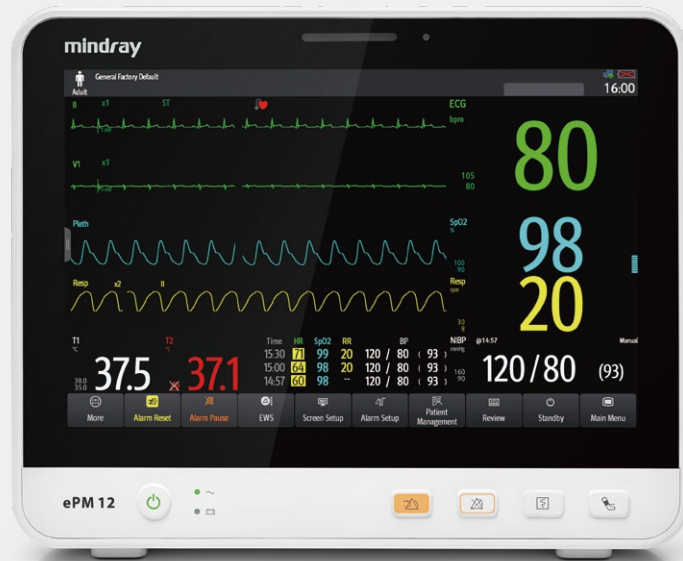 mindray
General Factory Default
Adult
16:00
II x1 ST
ECG
bpm
80
1mV
V1 x1
105
80
1mV
Pleth
SpO2
%
98
100
90
Resp x2 II
Resp
rpm
20
30
8
T1
°C
37.5
38.0
35.0
T2
°C
37.1
Time HR SpO2 RR BP
15:30 71 99 20 120 / 80 ( 93 )
15:00 64 98 20 120 / 80 ( 93 )
14:57 60 98 -- 120 / 80 ( 93 )
NIBP @14:57 Manual
mmHg
160
90
120/80 (93)
More
Alarm Reset
Alarm Pause
EWS
Screen Setup
Alarm Setup
Patient
Management
Review
Standby
Main Menu
ePM 12